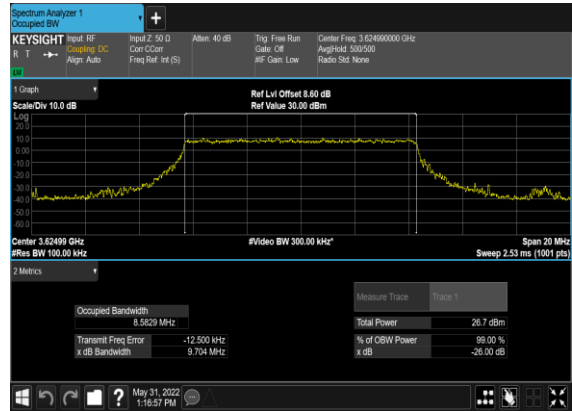 Spectrum Analyzer 1
Occupied BW
+
KEYSIGHT Input: RF Input Z: 50 Ω Atten: 40 dB Trig: Free Run Center Freq: 3.624990000 GHz
R T Coupling: DC Corr CCorr Gate: Off Avg|Hold: 500/500
Align: Auto Freq Ref: Int (S) #IF Gain: Low Radio Std: None
LW
1 Graph Ref Lvl Offset 8.60 dB
Scale/Div 10.0 dB Ref Value 30.00 dBm
Log
20.0
10.0
0.00
-10.0
-20.0
-30.0
-40.0
-50.0
-60.0
Center 3.62499 GHz #Video BW 300.00 kHz* Span 20 MHz
#Res BW 100.00 kHz Sweep 2.53 ms (1001 pts)
2 Metrics
Measure Trace Trace 1
Occupied Bandwidth
8.5829 MHz Total Power 26.7 dBm
Transmit Freq Error -12.500 kHz % of OBW Power 99.00 %
x dB Bandwidth 9.704 MHz x dB -26.00 dB
? May 31, 2022
1:16:57 PM